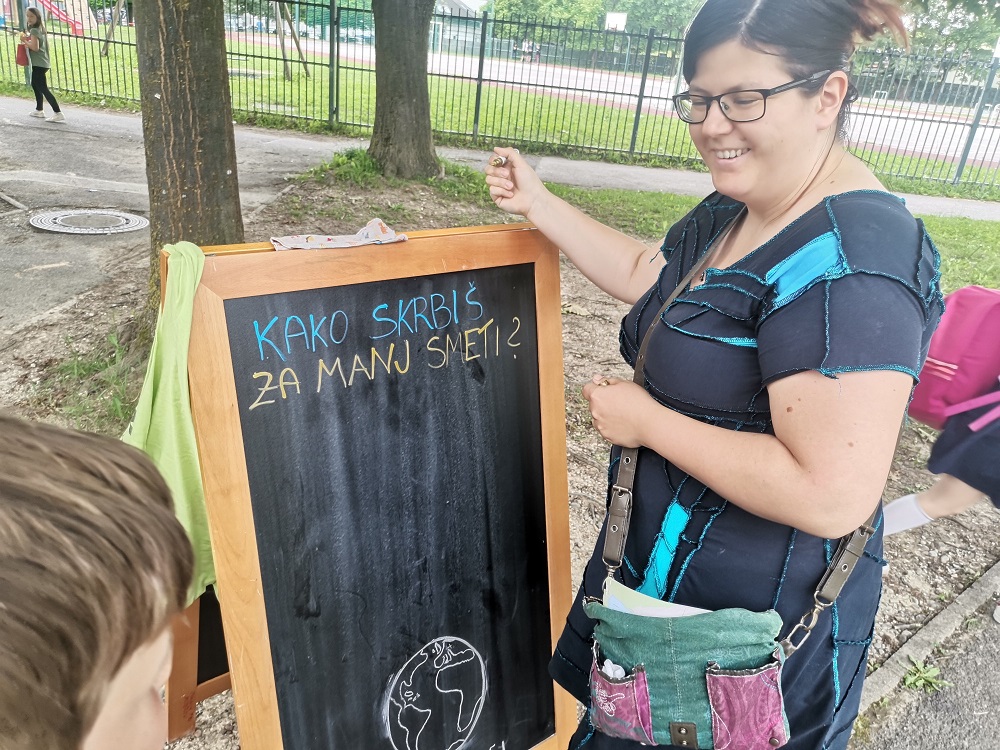 KAKO SKRBIŠ
ZA MANJ SMETI?